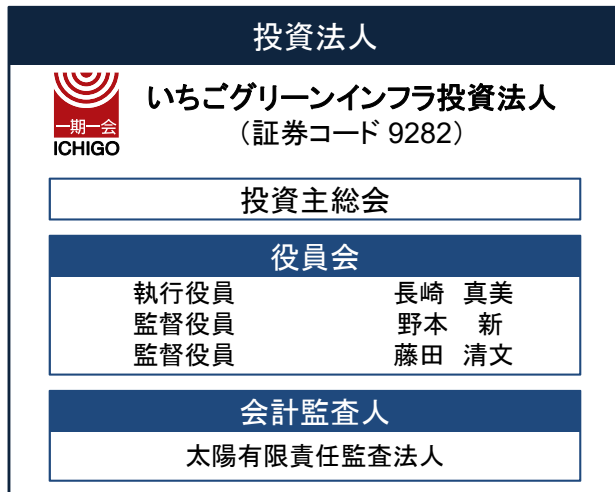 投資法人
一期一会
ICHIGO
いちごグリーンインフラ投資法人
（証券コード 9282）
投資主総会
役員会
執行役員 長崎 真美
監督役員 野本 新
監督役員 藤田 清文
会計監査人
太陽有限責任監査法人